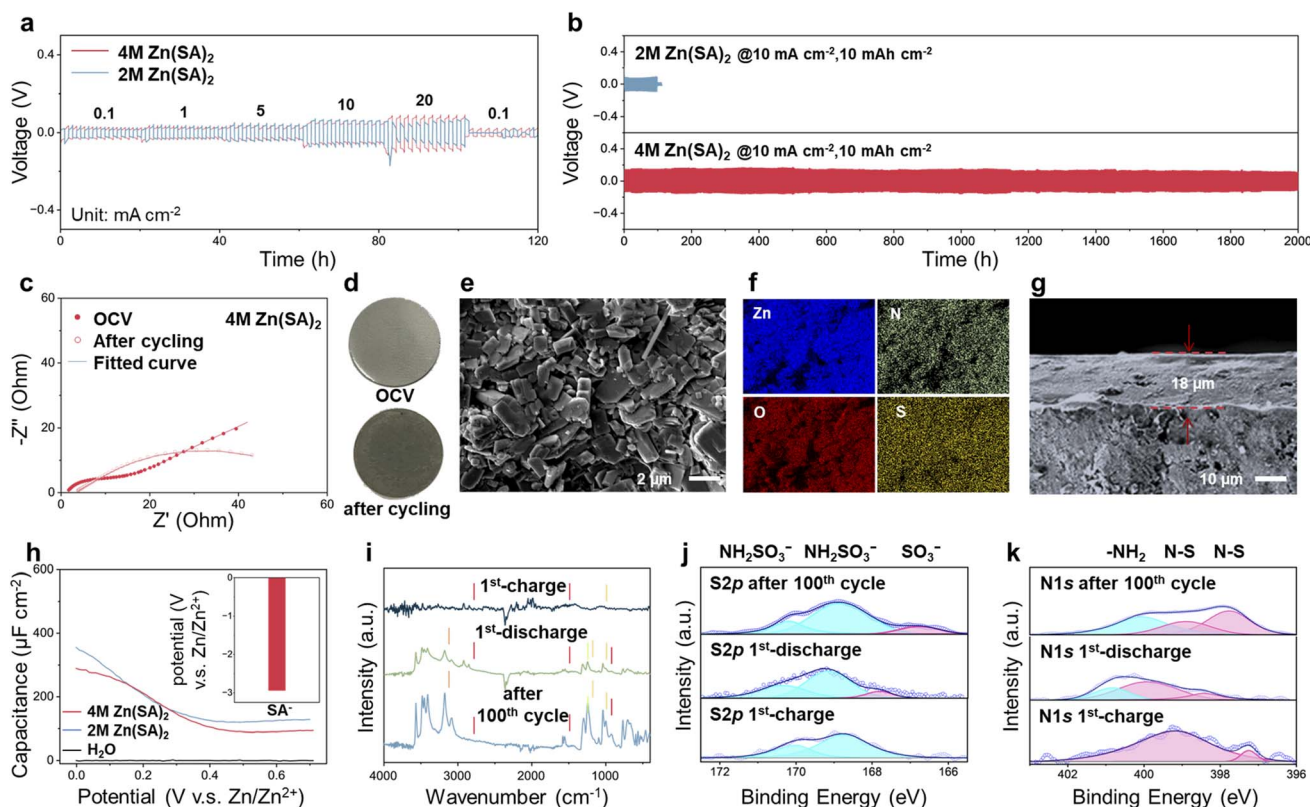 a
4M Zn(SA)₂
2M Zn(SA)₂
0.1
1
5
10
20
0.1
Unit: mA cm⁻²
Voltage (V)
0.4
0.0
−0.4
0
20
40
60
80
100
120
Time (h)
b
2M Zn(SA)₂ @10 mA cm⁻²,10 mAh cm⁻²
4M Zn(SA)₂ @10 mA cm⁻²,10 mAh cm⁻²
Voltage (V)
0.4
0.0
−0.4
0.4
0.0
−0.4
0
200
400
600
800
1000
1200
1400
1600
1800
2000
Time (h)
c
OCV
4M Zn(SA)₂
After cycling
Fitted curve
-Z'' (Ohm)
60
40
20
0
0
20
40
60
Z' (Ohm)
d
OCV
after cycling
e
2 μm
f
Zn
N
O
S
g
18 μm
10 μm
h
Capacitance (μF cm⁻²)
600
500
400
300
200
100
0
4M Zn(SA)₂
2M Zn(SA)₂
H₂O
potential (V
v.s. Zn/Zn²⁺)
0
−1
−2
−3
SA⁻
0.0
0.2
0.4
0.6
Potential (V v.s. Zn/Zn²⁺)
i
1st-charge
1st-discharge
after
100th cycle
Intensity (a.u.)
4000
3000
2000
1000
Wavenumber (cm⁻¹)
j
NH₂SO₃⁻ NH₂SO₃⁻ SO₃⁻
S2p after 100th cycle
S2p 1st-discharge
S2p 1st-charge
Intensity (a.u.)
172
170
168
166
Binding Energy (eV)
k
-NH₂ N-S N-S
N1s after 100th cycle
N1s 1st-discharge
N1s 1st-charge
Intensity (a.u.)
402
400
398
396
Binding Energy (eV)